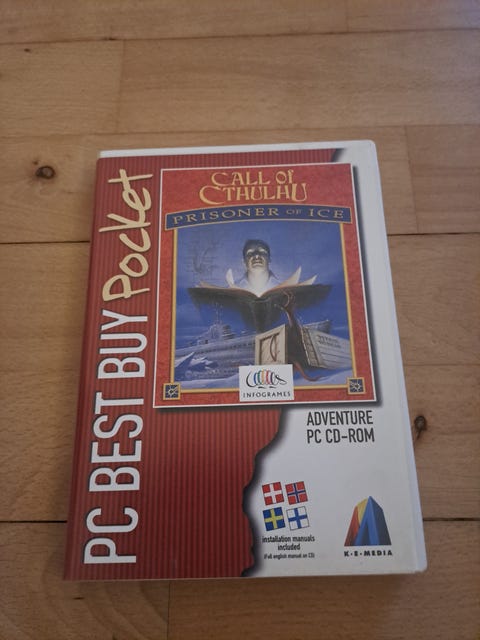 PC BEST BUY Pocket
CALL of
CTHULHU
PRISONER OF ICE
INFOGRAMES
ADVENTURE
PC CD-ROM
installation manuals
included
(Full english manual on CD)
K•E•MEDIA